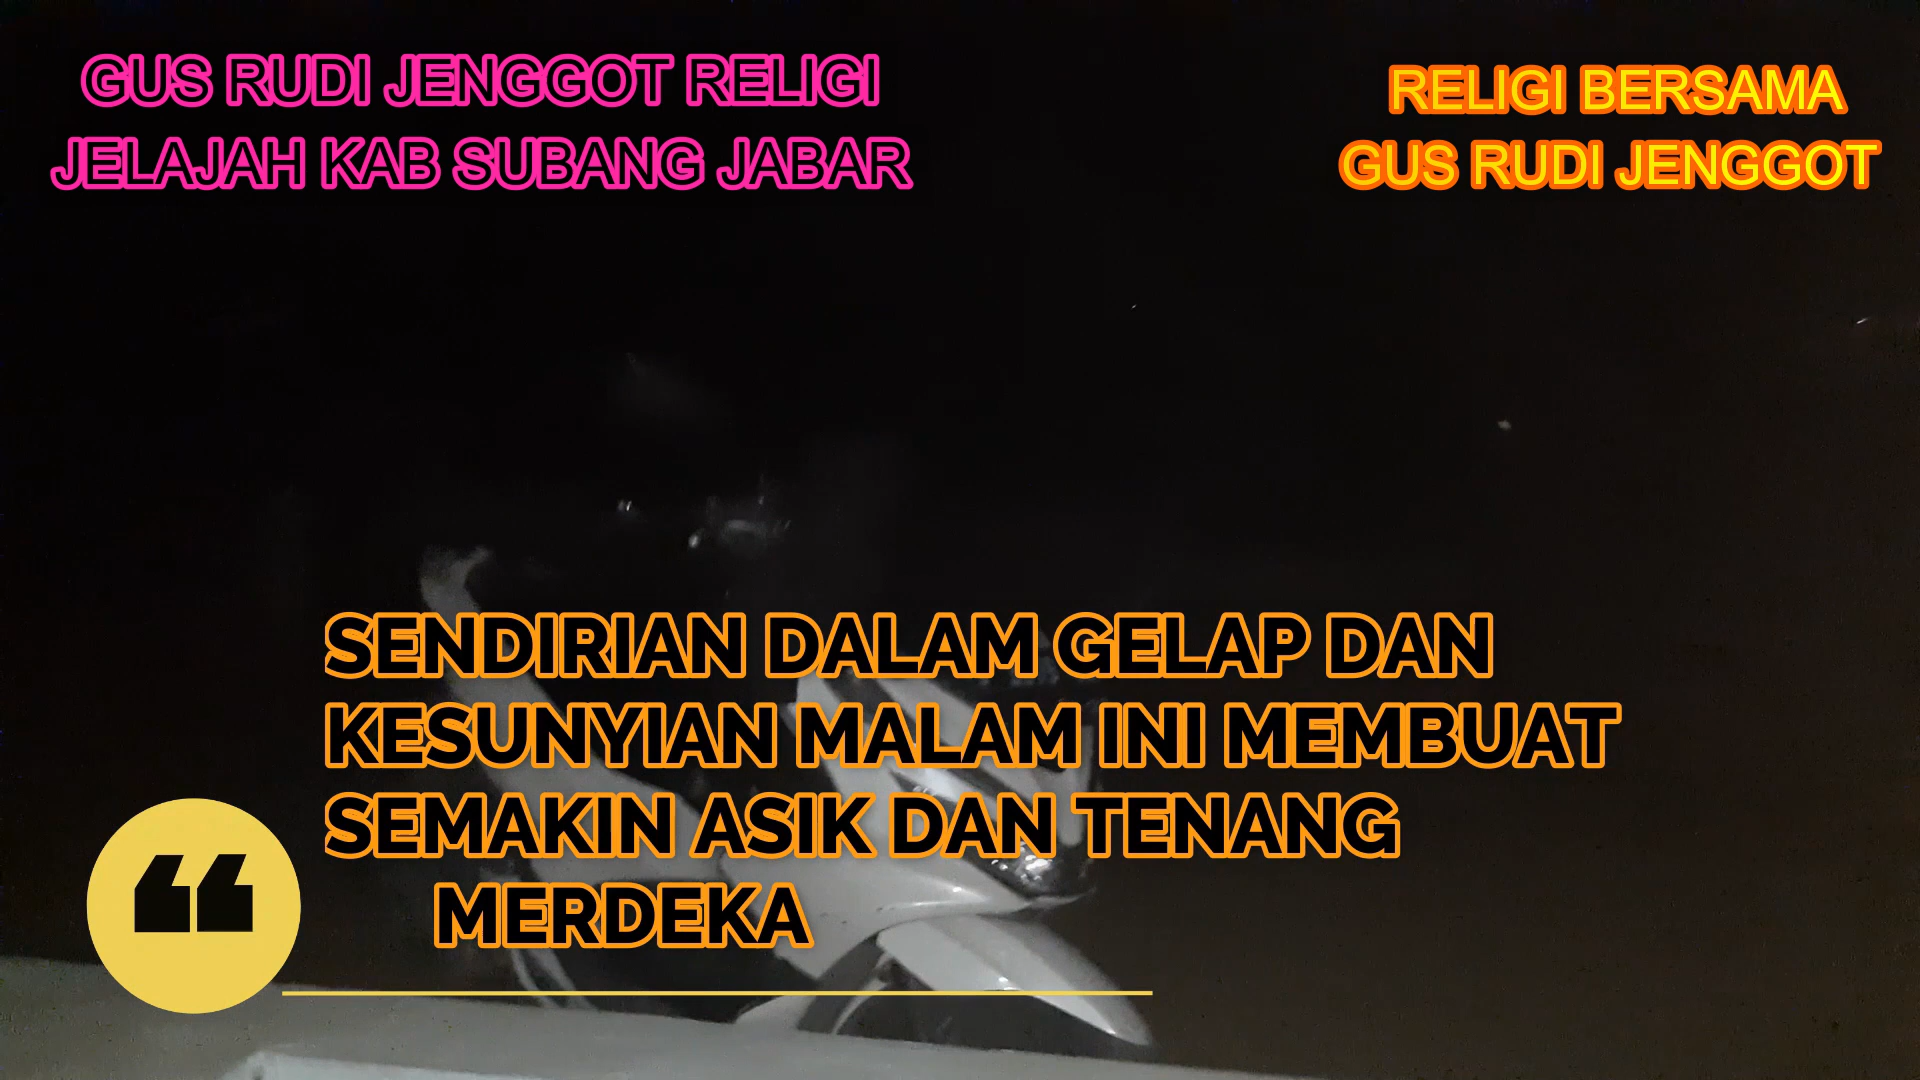 GUS RUDI JENGGOT RELIGI
JELAJAH KAB SUBANG JABAR
RELIGI BERSAMA
GUS RUDI JENGGOT
SENDIRIAN DALAM GELAP DAN
KESUNYIAN MALAM INI MEMBUAT
SEMAKIN ASIK DAN TENANG
MERDEKA